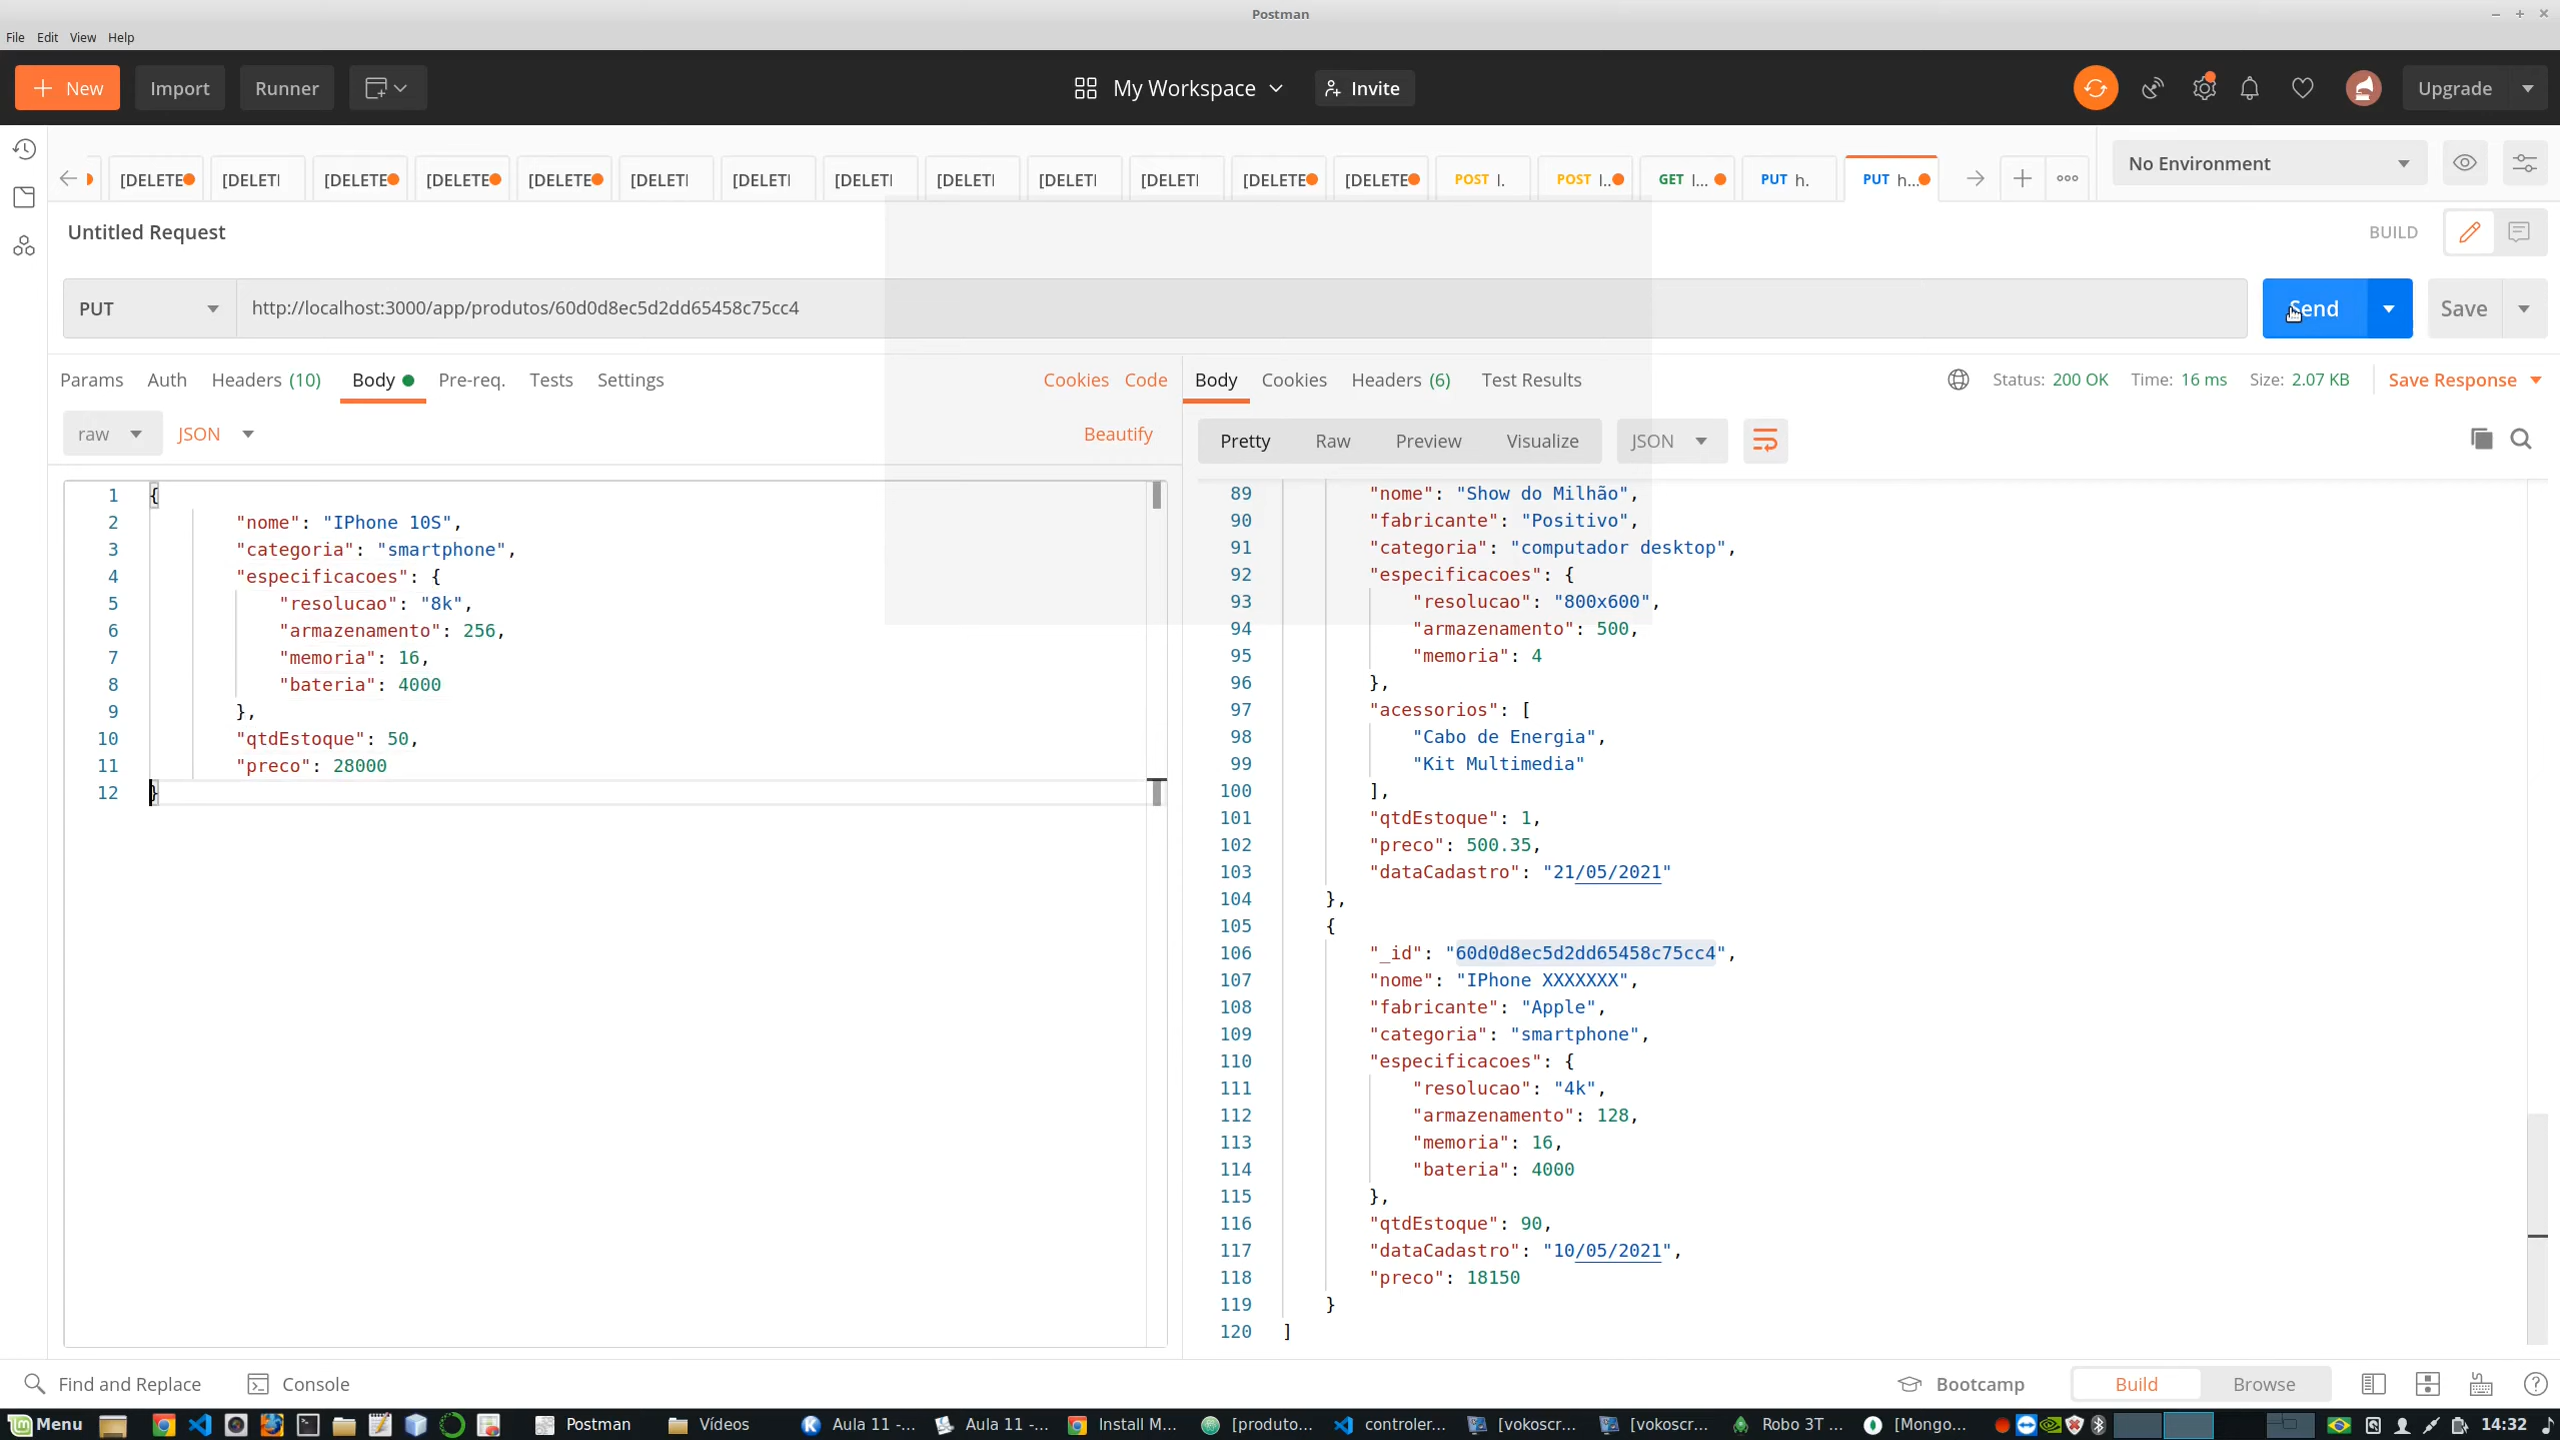 Postman
File Edit View Help
New Import Runner My Workspace Invite Upgrade
[DELETE [DELETI [DELETE [DELETE [DELETE [DELETI [DELETI [DELETI [DELETI [DELETI [DELETI [DELETE [DELETE POST l. POST l... GET l... PUT h. PUT h... No Environment
Untitled Request BUILD
PUT http://localhost:3000/app/produtos/60d0d8ec5d2dd65458c75cc4 Send Save
Params Auth Headers (10) Body Pre-req. Tests Settings Cookies Code
raw JSON Beautify
1 {
2 "nome": "IPhone 10S",
3 "categoria": "smartphone",
4 "especificacoes": {
5 "resolucao": "8k",
6 "armazenamento": 256,
7 "memoria": 16,
8 "bateria": 4000
9 },
10 "qtdEstoque": 50,
11 "preco": 28000
12 }
Body Cookies Headers (6) Test Results Status: 200 OK Time: 16 ms Size: 2.07 KB Save Response
Pretty Raw Preview Visualize JSON
89 "nome": "Show do Milhão",
90 "fabricante": "Positivo",
91 "categoria": "computador desktop",
92 "especificacoes": {
93 "resolucao": "800x600",
94 "armazenamento": 500,
95 "memoria": 4
96 },
97 "acessorios": [
98 "Cabo de Energia",
99 "Kit Multimedia"
100 ],
101 "qtdEstoque": 1,
102 "preco": 500.35,
103 "dataCadastro": "21/05/2021"
104 },
105 {
106 "_id": "60d0d8ec5d2dd65458c75cc4",
107 "nome": "IPhone XXXXXXX",
108 "fabricante": "Apple",
109 "categoria": "smartphone",
110 "especificacoes": {
111 "resolucao": "4k",
112 "armazenamento": 128,
113 "memoria": 16,
114 "bateria": 4000
115 },
116 "qtdEstoque": 90,
117 "dataCadastro": "10/05/2021",
118 "preco": 18150
119 }
120 ]
Find and Replace Console Bootcamp Build Browse
Menu Postman Vídeos Aula 11 -... Aula 11 -... Install M... [produto... controler... [vokoscr... [vokoscr... Robo 3T ... [Mongo... 14:32